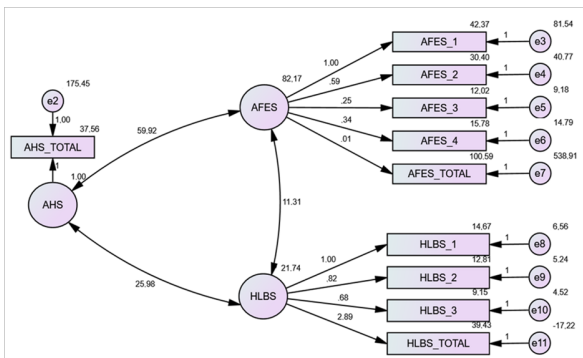 42.37
81.54
AFES_1
1
e3
1.00
30.40
40.77
AFES_2
1
e4
.59
12.02
9.18
AFES_3
1
e5
.25
15.78
14.79
AFES_4
1
e6
.34
100.59
538.91
AFES_TOTAL
1
e7
.01
82.17
AFES
175.45
e2
1.00
37.56
AHS_TOTAL
1
1.00
AHS
59.92
11.31
25.98
21.74
HLBS
14.67
6.56
HLBS_1
1
e8
1.00
12.81
5.24
HLBS_2
1
e9
.82
9.15
4.52
HLBS_3
1
e10
.68
39.43
-17.22
HLBS_TOTAL
1
e11
2.89